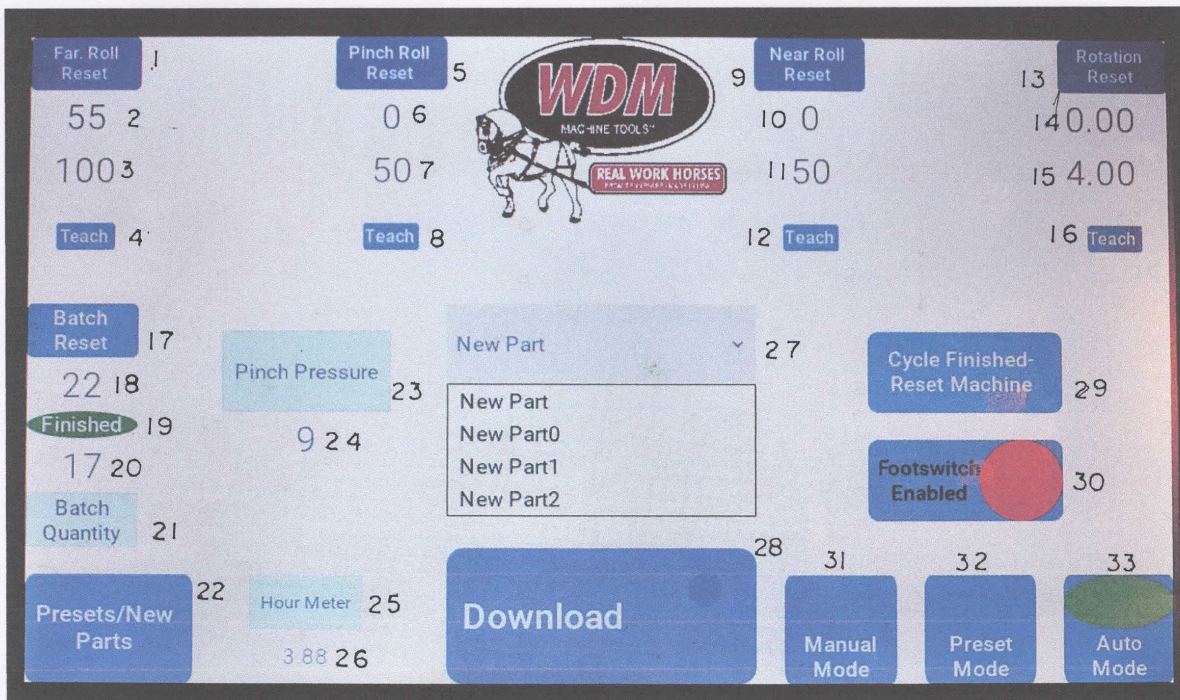 Far. Roll
Reset
1
Pinch Roll
Reset
5
WDM
MACHINE TOOLS
9
Near Roll
Reset
13
Rotation
Reset
55 2
0 6
10 0
14 0.00
100 3
50 7
REAL WORK HORSES
11 50
15 4.00
Teach 4
Teach 8
12 Teach
16 Teach
Batch
Reset
17
22 18
Finished 19
17 20
Batch
Quantity
21
Pinch Pressure
23
9 24
New Part
27
New Part
New Part0
New Part1
New Part2
Cycle Finished-
Reset Machine
29
Footswitch
Enabled
30
Presets/New
Parts
22
Hour Meter 25
3.88 26
Download
28
31
Manual
Mode
32
Preset
Mode
33
Auto
Mode